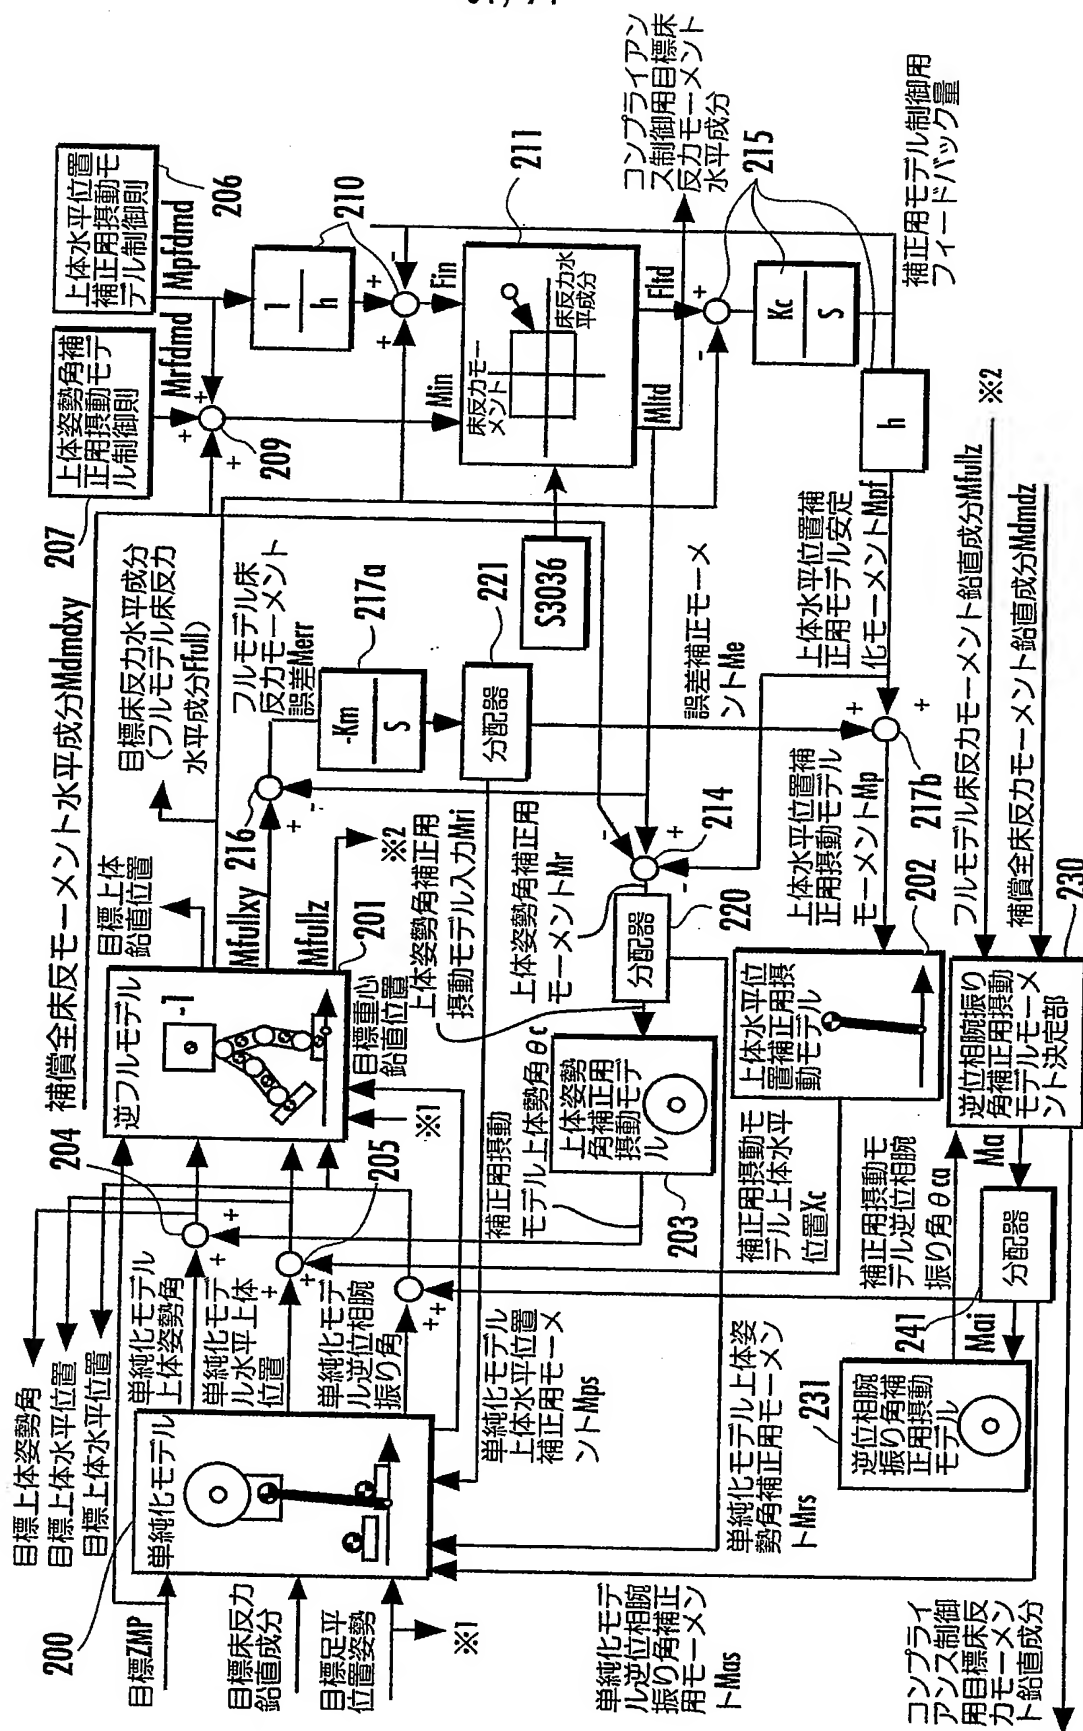 目標上体姿勢角
目標上体水平位置
目標上体水平位置
200
目標ZMP
目標床反力
鉛直成分
目標足平
位置姿勢
※1
単純化モデル
単純化モデル
上体姿勢角
単純化モデ
ル水平上体
位置
単純化モデ
ル逆位相腕
振り角
204
205
+
+
+
+
+
+
補償全床反モーメント水平成分Mdmdxy
逆フルモデル
-1
201
目標上体
鉛直位置
目標床反力水平成分
(フルモデル床反力
水平成分Ffull)
Mfullxy
Mfullz
※2
目標重心
鉛直位置
※1
216
+
-
フルモデル床
反力モーメント
誤差Merr
217a
-Km
S
221
分配器
207
上体姿勢角補
正用摂動モデ
ル制御則
Mrfdmd
206
上体水平位置
補正用摂動モ
デル制御則
Mpfdmd
209
+
+
+
210
1
h
+
+
-
Min
Fin
211
床反力モー
メント
床反力水
平成分
S3036
Mltd
Fltd
コンプライアン
ス制御用目標床
反力モーメント
水平成分
215
+
-
Kc
S
h
補正用モデル制御用
フィードバック量
誤差補正モーメ
ントMe
上体水平位置補
正用モデル安定
化モーメントMpf
214
-
+
-
上体姿勢角補正用
モーメントMr
上体姿勢角補正用
摂動モデル入力Mri
220
分配器
上体姿勢
角補正用
摂動モデ
ル
203
補正用摂動
モデル上体姿勢角θc
217b
+
+
上体水平位置補
正用摂動モデル
モーメントMp
202
上体水平位
置補正用摂
動モデル
補正用摂動モ
デル上体水平
位置Xc
単純化モデル
上体水平位置
補正用モーメ
ントMps
単純化モデル上体姿
勢角補正用モーメン
トMrs
単純化モデ
ル逆位相腕
振り角補正
用モーメン
トMas
フルモデル床反力モーメント鉛直成分Mfullz
※2
補償全床反力モーメント鉛直成分Mdmdz
230
逆位相腕振り
角補正用摂動
モデルモーメ
ント決定部
Ma
補正用摂動モ
デル逆位相腕
振り角θca
241
分配器
Mai
231
逆位相腕
振り角補
正用摂動
モデル
コンプライ
アンス制御
用目標床反
力モーメン
ト鉛直成分